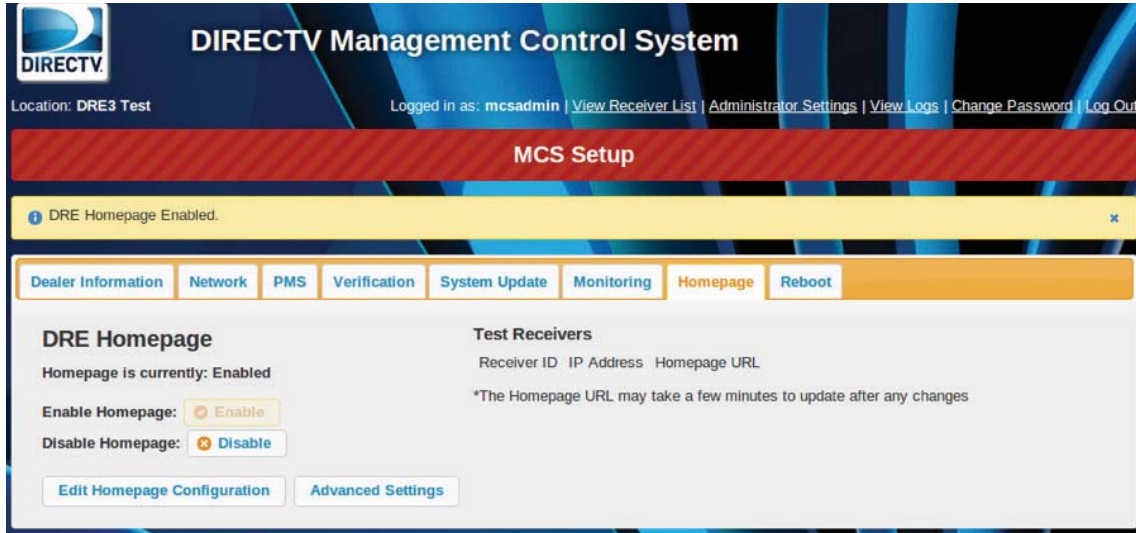 DIRECTV
DIRECTV Management Control System
Location: DRE3 Test
Logged in as: mcsadmin | View Receiver List | Administrator Settings | View Logs | Change Password | Log Out
MCS Setup
DRE Homepage Enabled.
Dealer Information Network PMS Verification System Update Monitoring Homepage Reboot
DRE Homepage
Homepage is currently: Enabled
Enable Homepage: Enable
Disable Homepage: Disable
Edit Homepage Configuration Advanced Settings
Test Receivers
Receiver ID IP Address Homepage URL
*The Homepage URL may take a few minutes to update after any changes